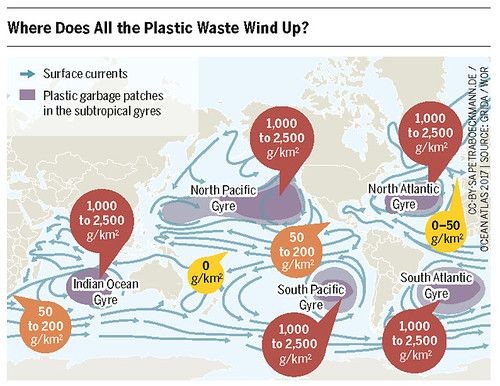 Where Does All the Plastic Waste Wind Up?
Surface currents
Plastic garbage patches
in the subtropical gyres
1,000
to 2,500
g/km²
1,000
to 2,500
g/km²
North Pacific
Gyre
North Atlantic
Gyre
1,000
to 2,500
g/km²
0–50
g/km²
50
to 200
g/km²
0
g/km²
Indian Ocean
Gyre
South Pacific
Gyre
South Atlantic
Gyre
50
to 200
g/km²
1,000
to 2,500
g/km²
1,000
to 2,500
g/km²
CC-BY-SA PETRABOECKMANN.DE /
OCEAN ATLAS 2017 | SOURCE: GRIDA / WOR